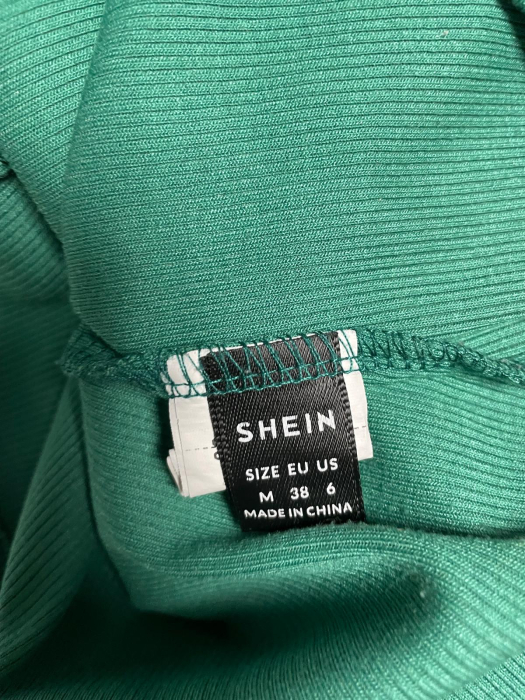 SHEIN
SIZE EU US
M 38 6
MADE IN CHINA